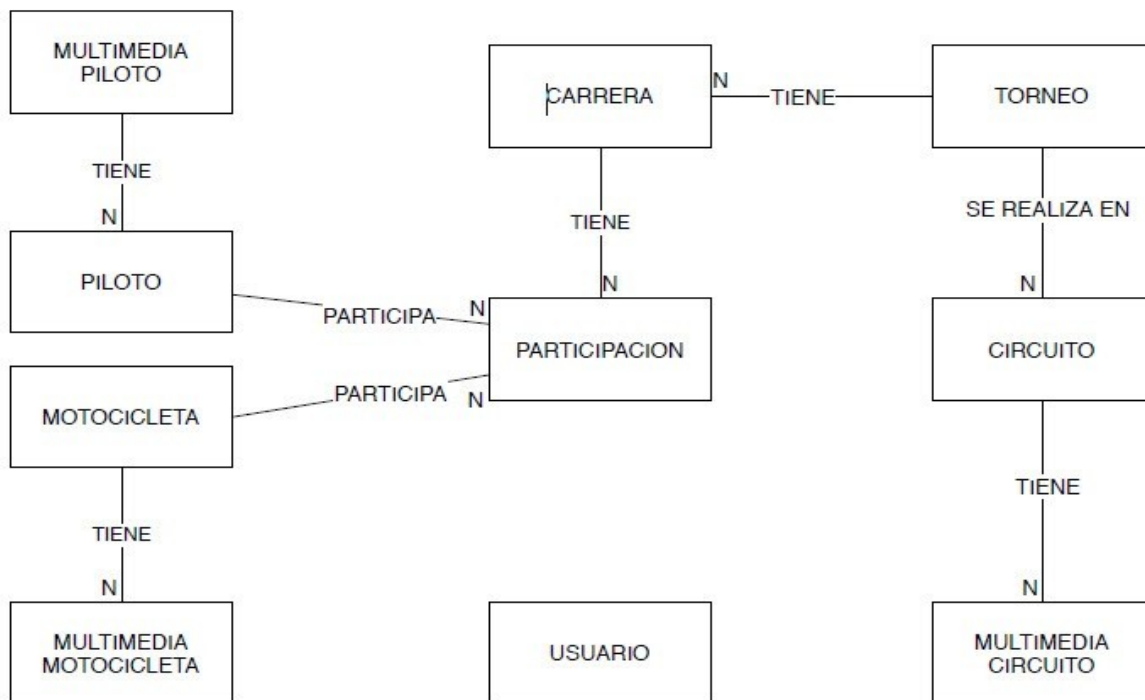 MULTIMEDIA
PILOTO
CARRERA
N
TIENE
TORNEO
TIENE
N
TIENE
SE REALIZA EN
PILOTO
N
N
N
PARTICIPA
PARTICIPACION
CIRCUITO
MOTOCICLETA
PARTICIPA
N
TIENE
TIENE
N
N
MULTIMEDIA
MOTOCICLETA
USUARIO
MULTIMEDIA
CIRCUITO